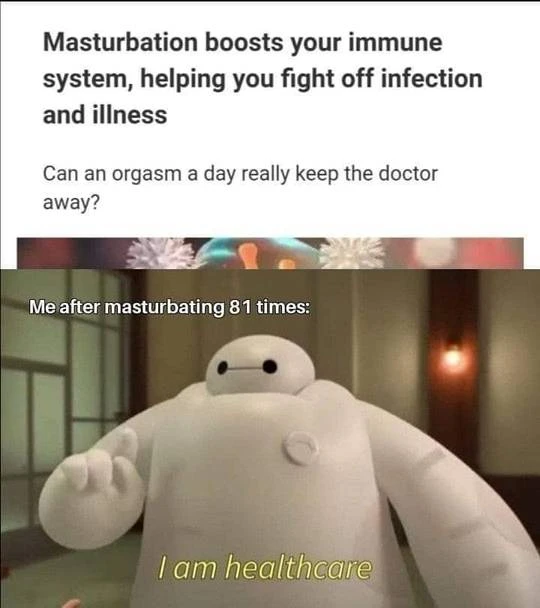 Masturbation boosts your immune
system, helping you fight off infection
and illness
Can an orgasm a day really keep the doctor
away?
Me after masturbating 81 times:
I am healthcare